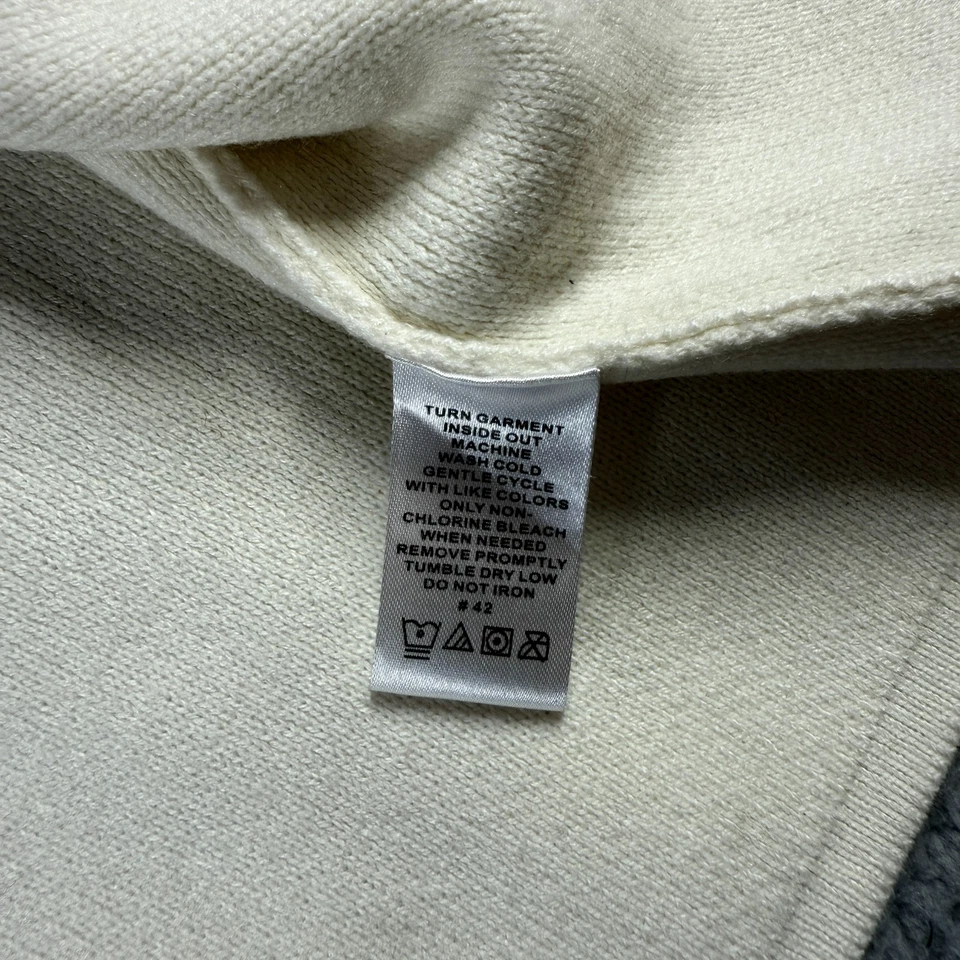 TURN GARMENT
INSIDE OUT
MACHINE
WASH COLD
GENTLE CYCLE
WITH LIKE COLORS
ONLY NON-
CHLORINE BLEACH
WHEN NEEDED
REMOVE PROMPTLY
TUMBLE DRY LOW
DO NOT IRON
# 42